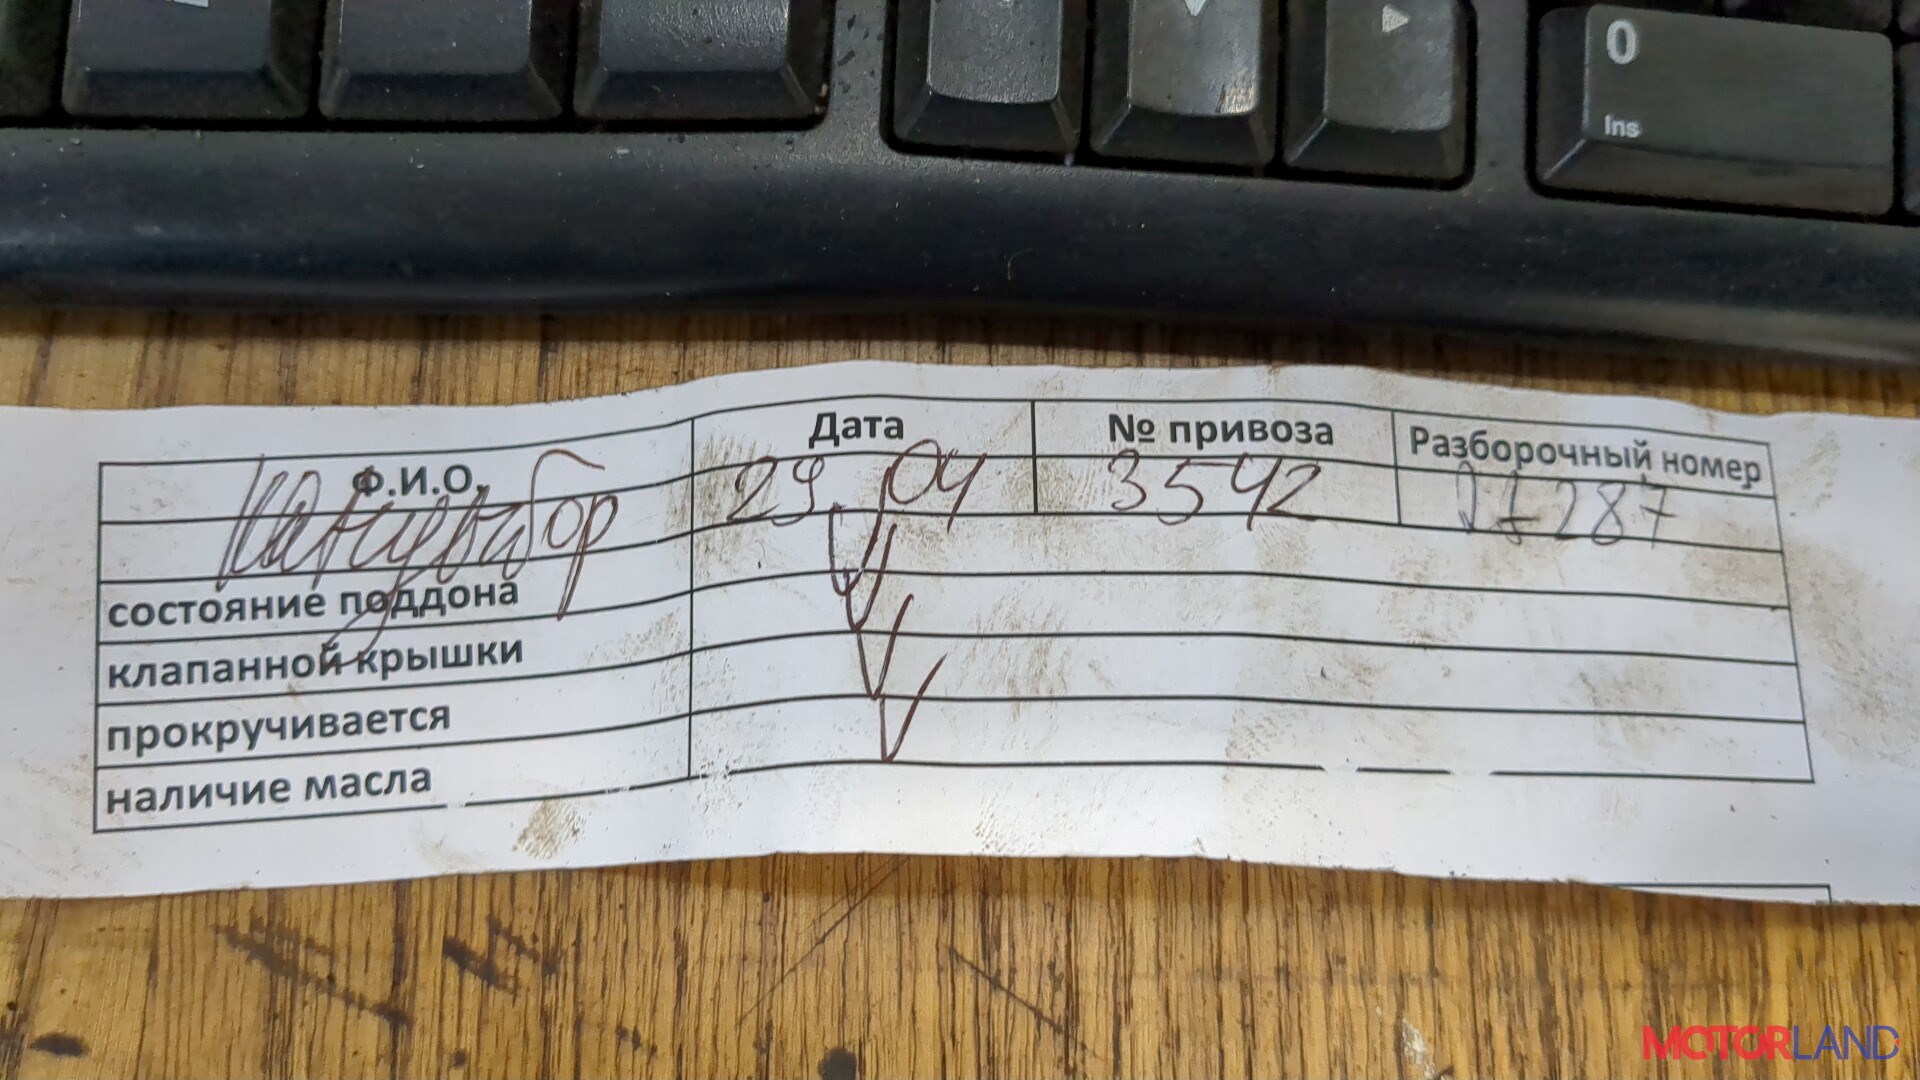 0
Ins
Ф.И.О. Дата № привоза Разборочный номер
29.04 3542 27287
состояние поддона
клапанной крышки
прокручивается
наличие масла
MOTORLAND